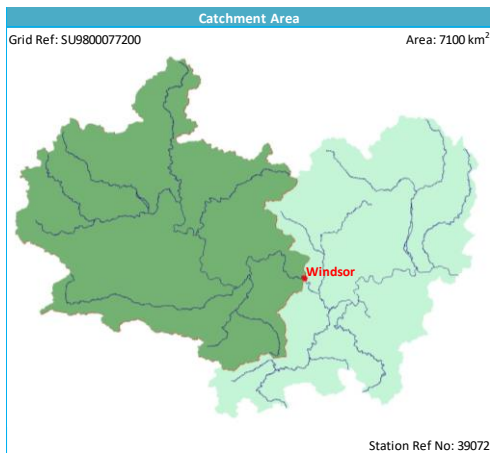 Catchment Area
Grid Ref: SU9800077200 Area: 7100 km²
Windsor
Station Ref No: 39072